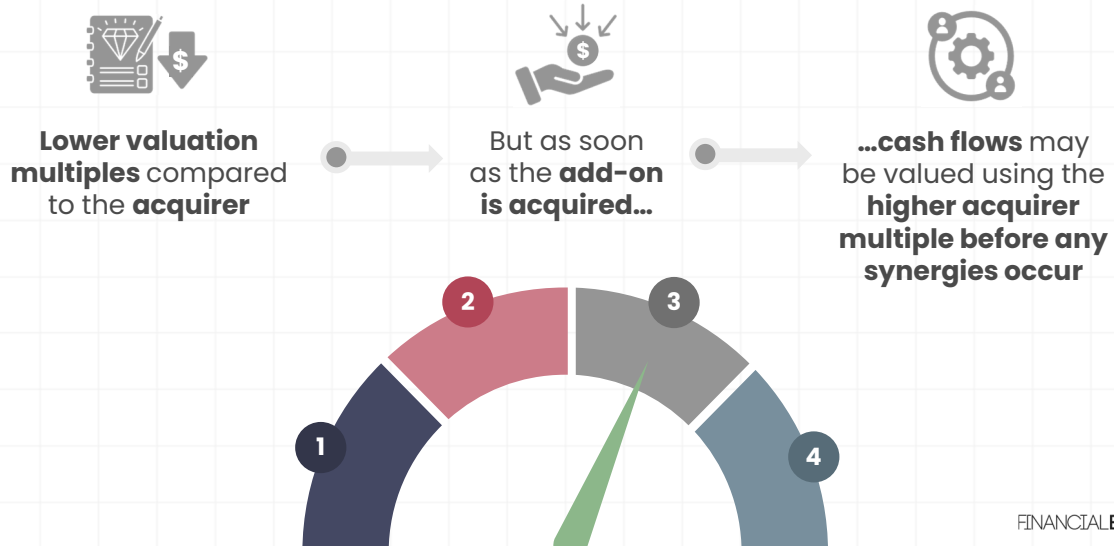 $
$
Lower valuation
multiples compared
to the acquirer
But as soon
as the add-on
is acquired...
...cash flows may
be valued using the
higher acquirer
multiple before any
synergies occur
1
2
3
4
FINANCIAL